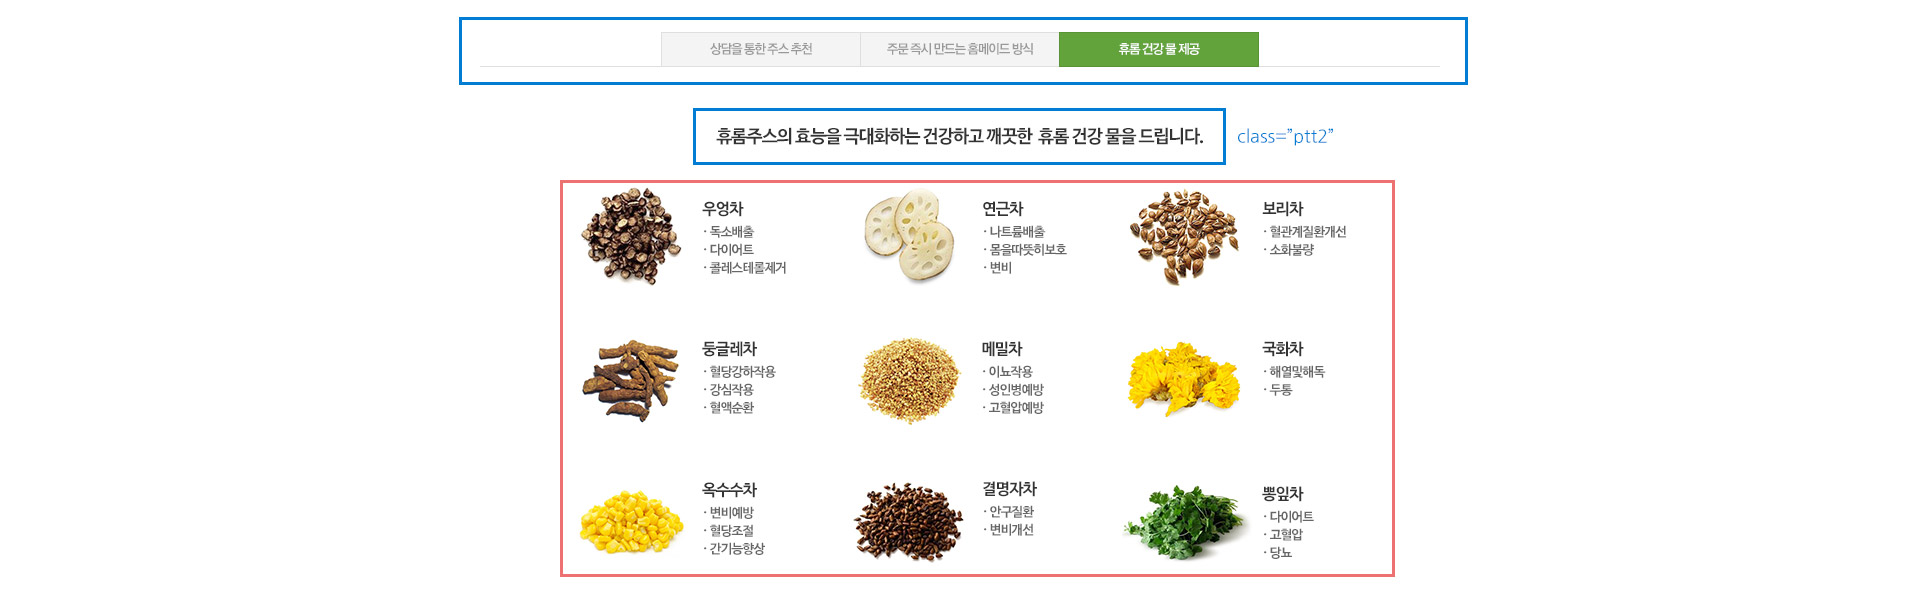 상담을 통한 주스 추천
주문 즉시 만드는 홈메이드 방식
휴롬 건강 물 제공
휴롬주스의 효능을 극대화하는 건강하고 깨끗한 휴롬 건강 물을 드립니다.
class=”ptt2”
우엉차
· 독소배출
· 다이어트
· 콜레스테롤제거
연근차
· 나트륨배출
· 몸을따뜻히보호
· 변비
보리차
· 혈관계질환개선
· 소화불량
둥글레차
· 혈당강하작용
· 강심작용
· 혈액순환
메밀차
· 이뇨작용
· 성인병예방
· 고혈압예방
국화차
· 해열및해독
· 두통
옥수수차
· 변비예방
· 혈당조절
· 간기능향상
결명자차
· 안구질환
· 변비개선
뽕잎차
· 다이어트
· 고혈압
· 당뇨